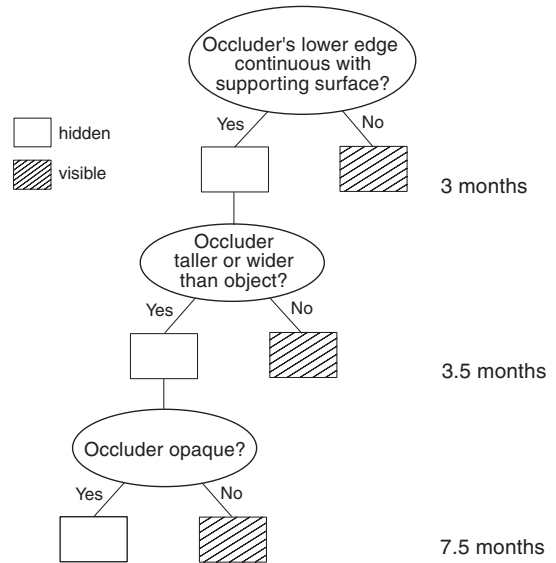 Occluder's lower edge
continuous with
supporting surface?
hidden
visible
Yes
No
3 months
Occluder
taller or wider
than object?
Yes
No
3.5 months
Occluder opaque?
Yes
No
7.5 months